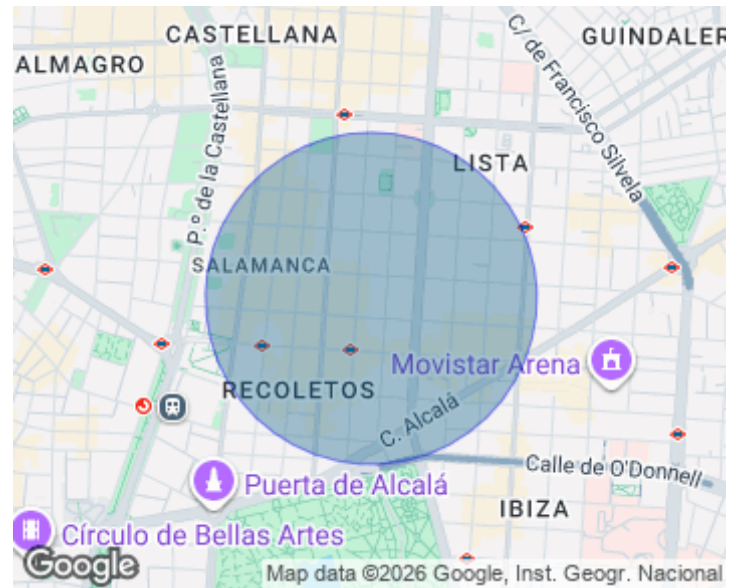 CASTELLANA
GUINDALER
ALMAGRO
C/ de Francisco Silvela
P.º de la Castellana
LISTA
SALAMANCA
Movistar Arena
RECOLETOS
C. Alcalá
Calle de O'Donnell
Puerta de Alcalá
IBIZA
Círculo de Bellas Artes
Google
Map data ©2026 Google, Inst. Geogr. Nacional